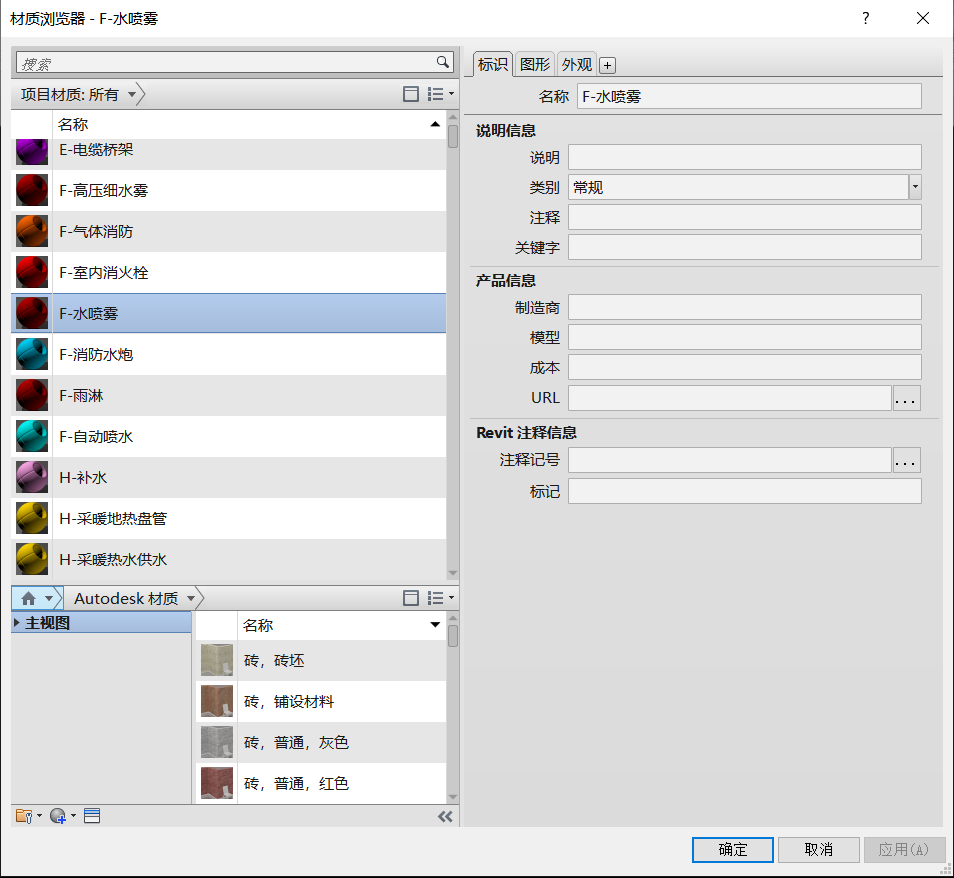 材质浏览器 - F-水喷雾
?
搜索
项目材质: 所有
名称
E-电缆桥架
F-高压细水雾
F-气体消防
F-室内消火栓
F-水喷雾
F-消防水炮
F-雨淋
F-自动喷水
H-补水
H-采暖地热盘管
H-采暖热水供水
Autodesk 材质
主视图
名称
砖，砖坯
砖，铺设材料
砖，普通，灰色
砖，普通，红色
标识 图形 外观 +
名称 F-水喷雾
说明信息
说明
类别 常规
注释
关键字
产品信息
制造商
模型
成本
URL ...
Revit 注释信息
注释记号 ...
标记
确定 取消 应用(A)